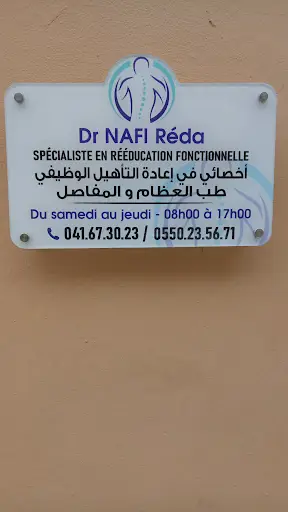 Dr NAFI Réda
SPÉCIALISTE EN RÉÉDUCATION FONCTIONNELLE
أخصائي في إعادة التأهيل الوظيفي
طب العظام و المفاصل
Du samedi au jeudi - 08h00 à 17h00
041.67.30.23 / 0550.23.56.71